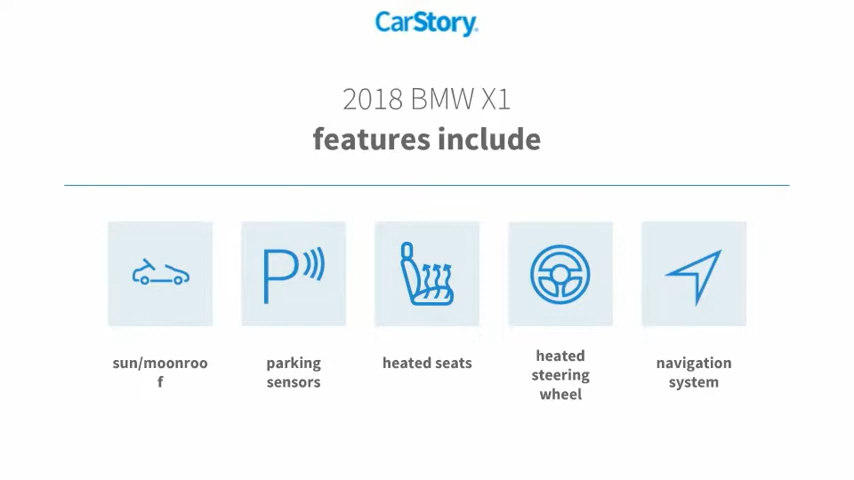 CarStory.
2018 BMW X1
features include
P
sun/moonroo
f
parking
sensors
heated seats
heated
steering
wheel
navigation
system